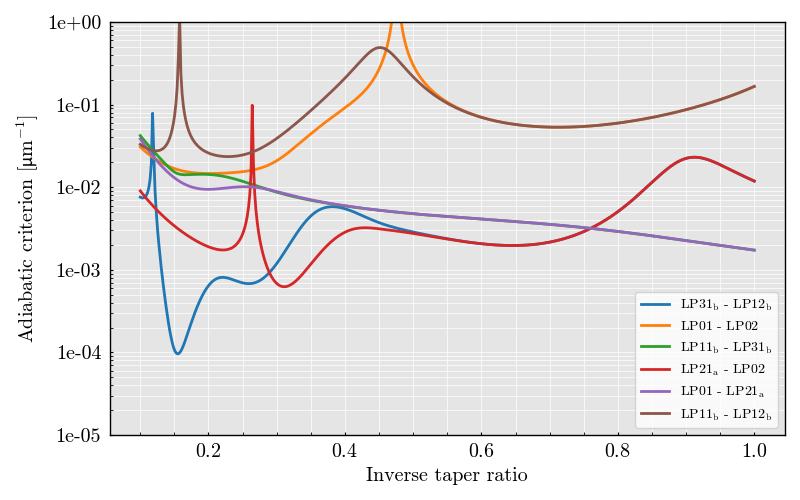 1e+00
1e-01
1e-02
1e-03
1e-04
1e-05
Adiabatic criterion [µm⁻¹]
0.2 0.4 0.6 0.8 1.0
Inverse taper ratio
LP31b - LP12b
LP01 - LP02
LP11b - LP31b
LP21a - LP02
LP01 - LP21a
LP11b - LP12b